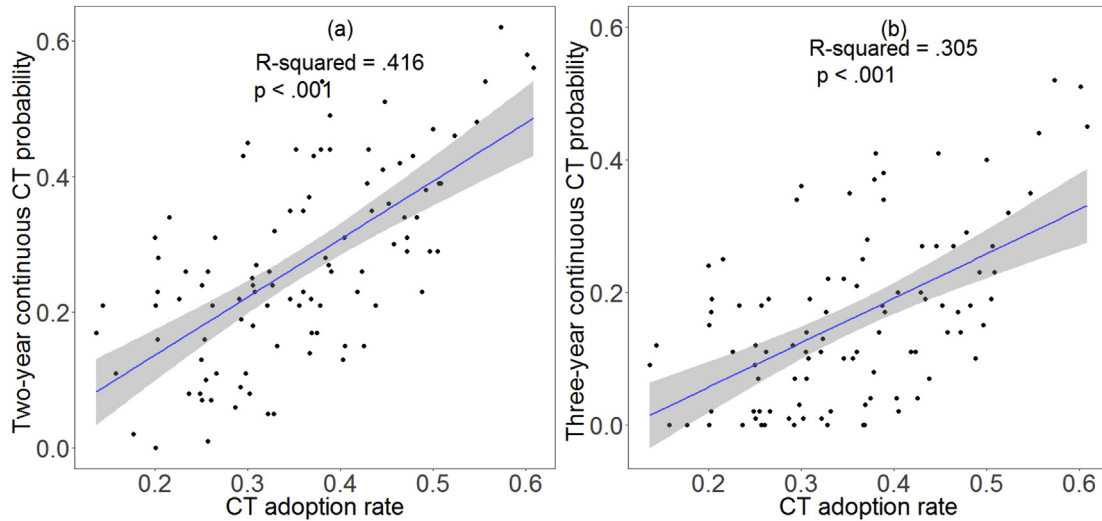 (a)
R-squared = .416
p < .001
Two-year continuous CT probability
0.6
0.4
0.2
0.0
0.2 0.3 0.4 0.5 0.6
CT adoption rate
(b)
R-squared = .305
p < .001
Three-year continuous CT probability
0.6
0.4
0.2
0.0
0.2 0.3 0.4 0.5 0.6
CT adoption rate